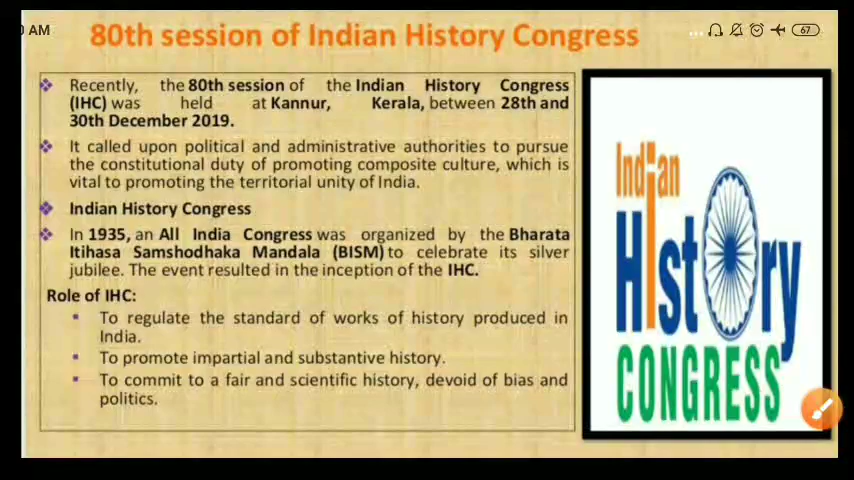 AM
67
80th session of Indian History Congress
Recently, the 80th session of the Indian History Congress
(IHC) was held at Kannur, Kerala, between 28th and
30th December 2019.
It called upon political and administrative authorities to pursue
the constitutional duty of promoting composite culture, which is
vital to promoting the territorial unity of India.
Indian History Congress
In 1935, an All India Congress was organized by the Bharata
Itihasa Samshodhaka Mandala (BISM) to celebrate its silver
jubilee. The event resulted in the inception of the IHC.
Role of IHC:
To regulate the standard of works of history produced in
India.
To promote impartial and substantive history.
To commit to a fair and scientific history, devoid of bias and
politics.
Indian
History
CONGRESS